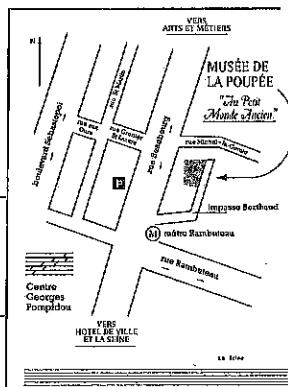 VERS
ARTS ET MÉTIERS
N
MUSÉE DE
LA POUPÉE
"Au Petit
Monde Ancien"
rue St Martin
boulevard Sébastopol
rue aux
Ours
rue Grenier
St Lazare
rue Beaubourg
rue Michel-le-Comte
P
impasse Berthaud
M métro Rambuteau
rue Rambuteau
Centre
Georges
Pompidou
VERS
HOTEL DE VILLE
ET LA SEINE